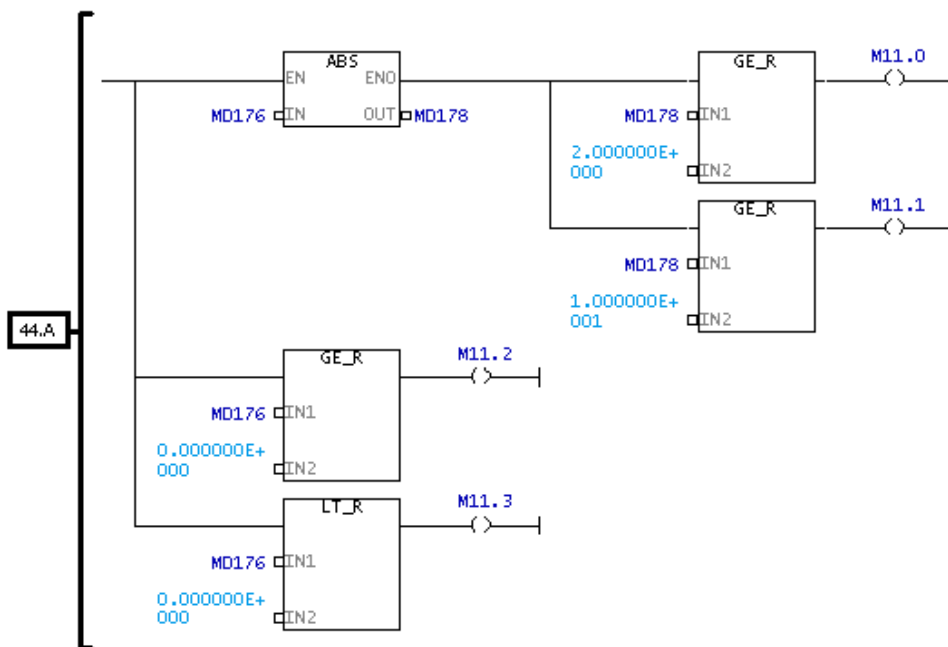 ABS
EN ENO
MD176 IN OUT MD178
GE_R
MD178 IN1
2.000000E+
000 IN2
M11.0
GE_R
MD178 IN1
1.000000E+
001 IN2
M11.1
44.A
GE_R
MD176 IN1
0.000000E+
000 IN2
M11.2
LT_R
MD176 IN1
0.000000E+
000 IN2
M11.3